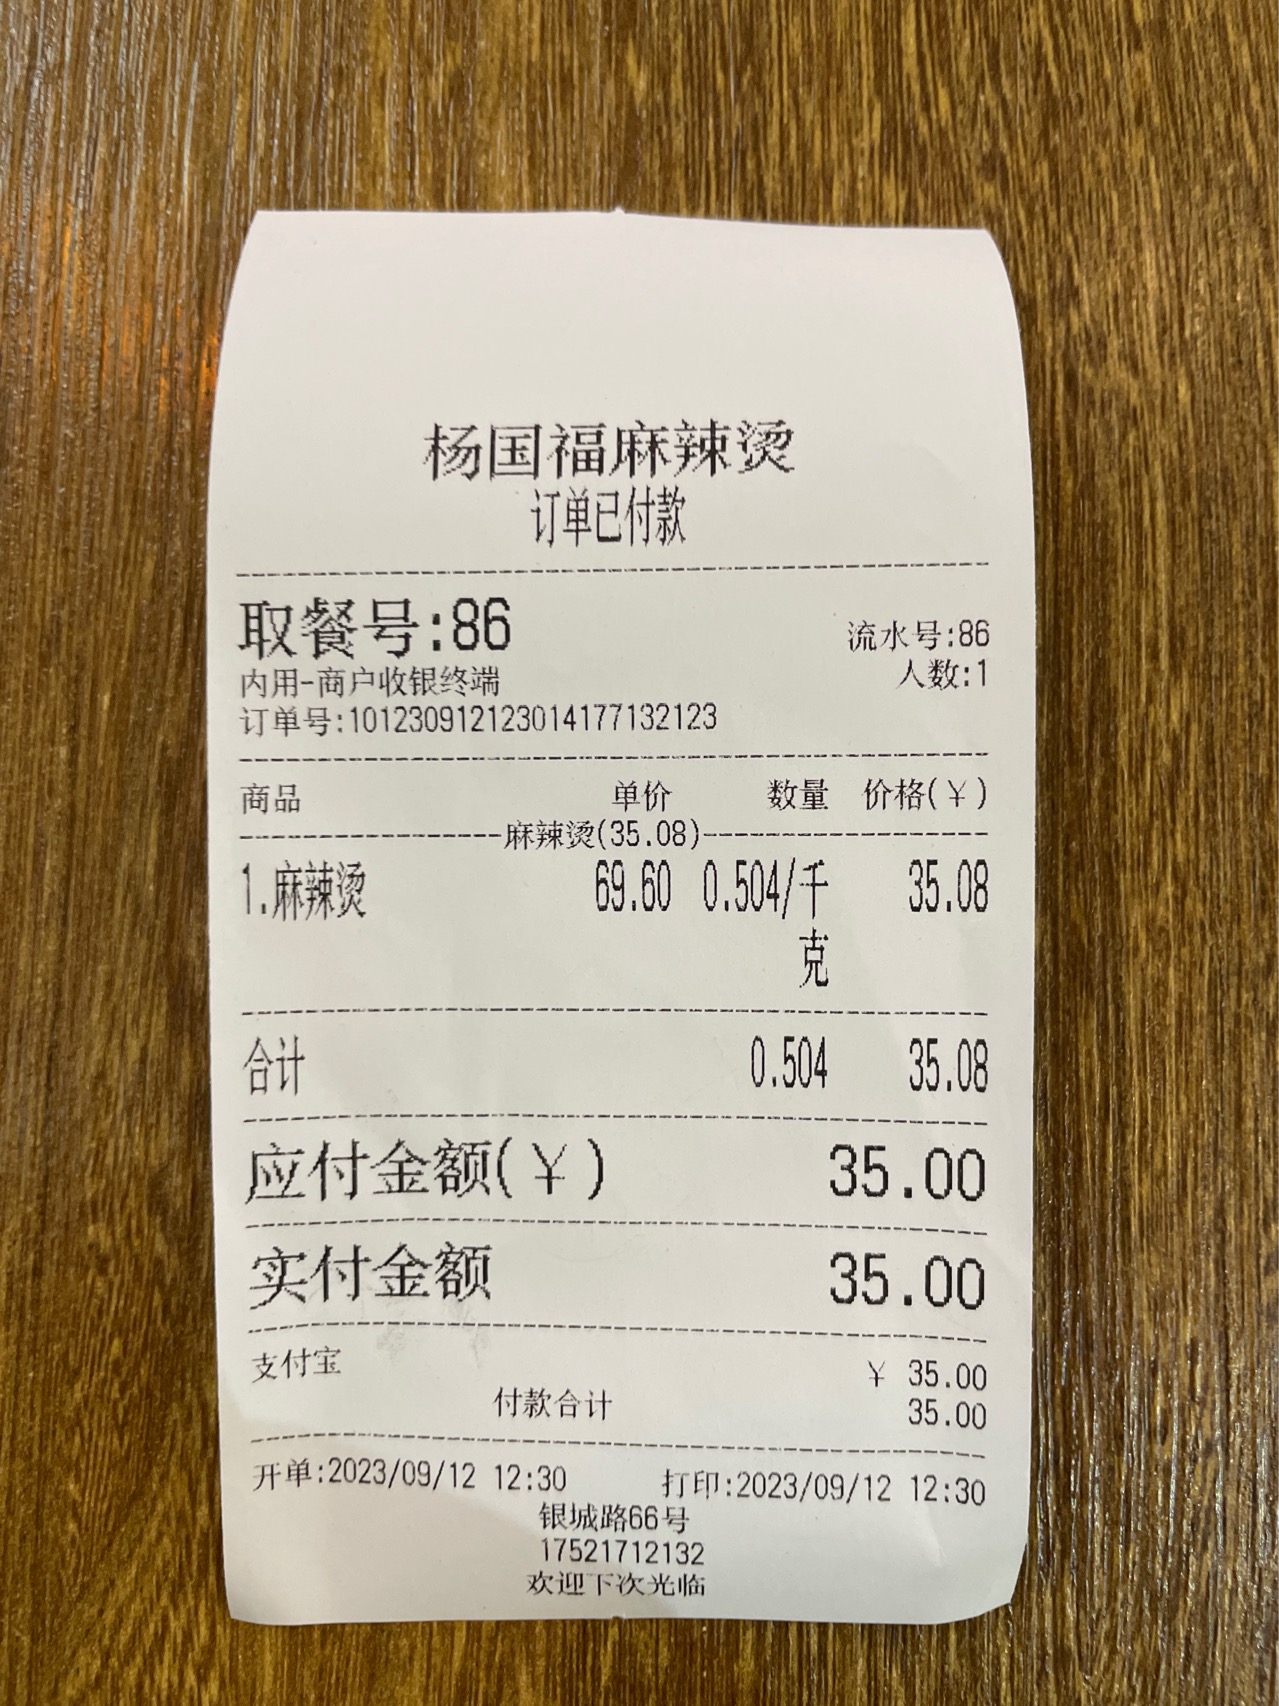 杨国福麻辣烫
订单已付款
取餐号:86
流水号:86
内用-商户收银终端 人数:1
订单号:101230912123014177132123
商品 单价 数量 价格(¥)
麻辣烫(35.08)
1.麻辣烫 69.60 0.504/千克 35.08
合计 0.504 35.08
应付金额(¥) 35.00
实付金额 35.00
支付宝 ¥ 35.00
付款合计 35.00
开单:2023/09/12 12:30 打印:2023/09/12 12:30
银城路66号
17521712132
欢迎下次光临